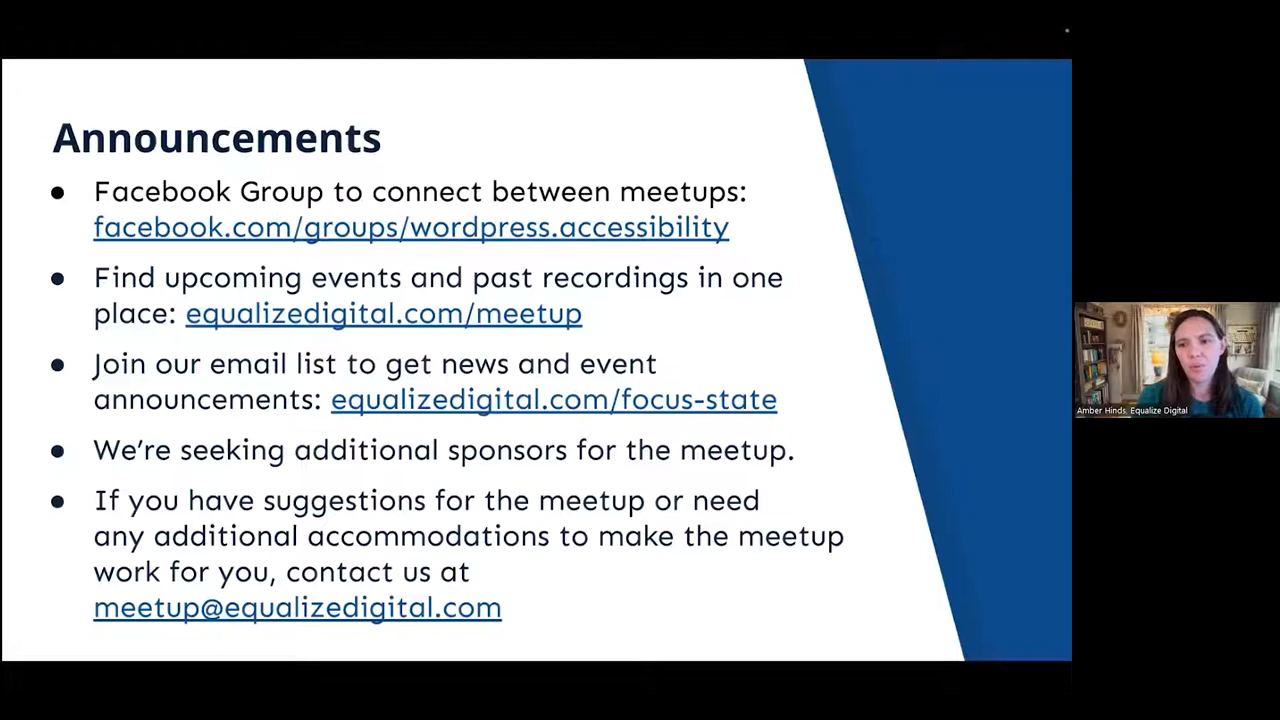 Announcements
● Facebook Group to connect between meetups:
facebook.com/groups/wordpress.accessibility
● Find upcoming events and past recordings in one
place: equalizedigital.com/meetup
● Join our email list to get news and event
announcements: equalizedigital.com/focus-state
● We’re seeking additional sponsors for the meetup.
● If you have suggestions for the meetup or need
any additional accommodations to make the meetup
work for you, contact us at
meetup@equalizedigital.com
Amber Hinds, Equalize Digital